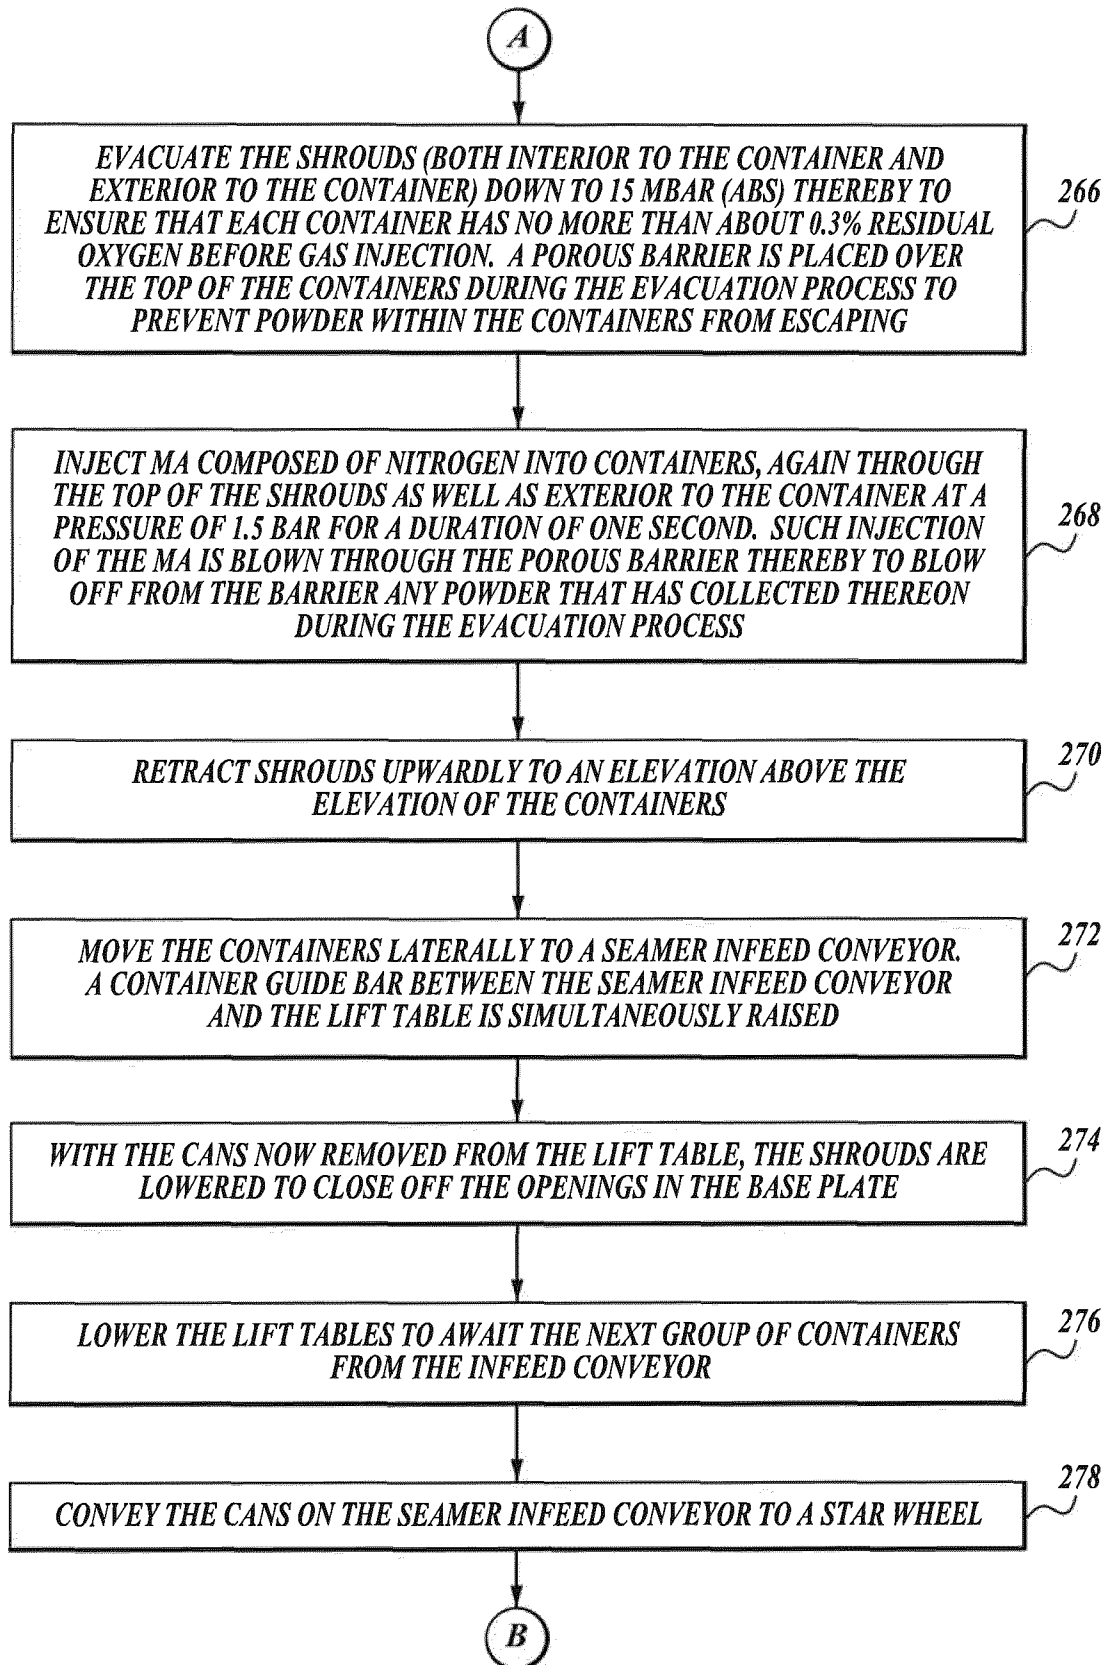 A
EVACUATE THE SHROUDS (BOTH INTERIOR TO THE CONTAINER AND
EXTERIOR TO THE CONTAINER) DOWN TO 15 MBAR (ABS) THEREBY TO
ENSURE THAT EACH CONTAINER HAS NO MORE THAN ABOUT 0.3% RESIDUAL
OXYGEN BEFORE GAS INJECTION. A POROUS BARRIER IS PLACED OVER
THE TOP OF THE CONTAINERS DURING THE EVACUATION PROCESS TO
PREVENT POWDER WITHIN THE CONTAINERS FROM ESCAPING
266
INJECT MA COMPOSED OF NITROGEN INTO CONTAINERS, AGAIN THROUGH
THE TOP OF THE SHROUDS AS WELL AS EXTERIOR TO THE CONTAINER AT A
PRESSURE OF 1.5 BAR FOR A DURATION OF ONE SECOND. SUCH INJECTION
OF THE MA IS BLOWN THROUGH THE POROUS BARRIER THEREBY TO BLOW
OFF FROM THE BARRIER ANY POWDER THAT HAS COLLECTED THEREON
DURING THE EVACUATION PROCESS
268
RETRACT SHROUDS UPWARDLY TO AN ELEVATION ABOVE THE
ELEVATION OF THE CONTAINERS
270
MOVE THE CONTAINERS LATERALLY TO A SEAMER INFEED CONVEYOR.
A CONTAINER GUIDE BAR BETWEEN THE SEAMER INFEED CONVEYOR
AND THE LIFT TABLE IS SIMULTANEOUSLY RAISED
272
WITH THE CANS NOW REMOVED FROM THE LIFT TABLE, THE SHROUDS ARE
LOWERED TO CLOSE OFF THE OPENINGS IN THE BASE PLATE
274
LOWER THE LIFT TABLES TO AWAIT THE NEXT GROUP OF CONTAINERS
FROM THE INFEED CONVEYOR
276
CONVEY THE CANS ON THE SEAMER INFEED CONVEYOR TO A STAR WHEEL
278
B